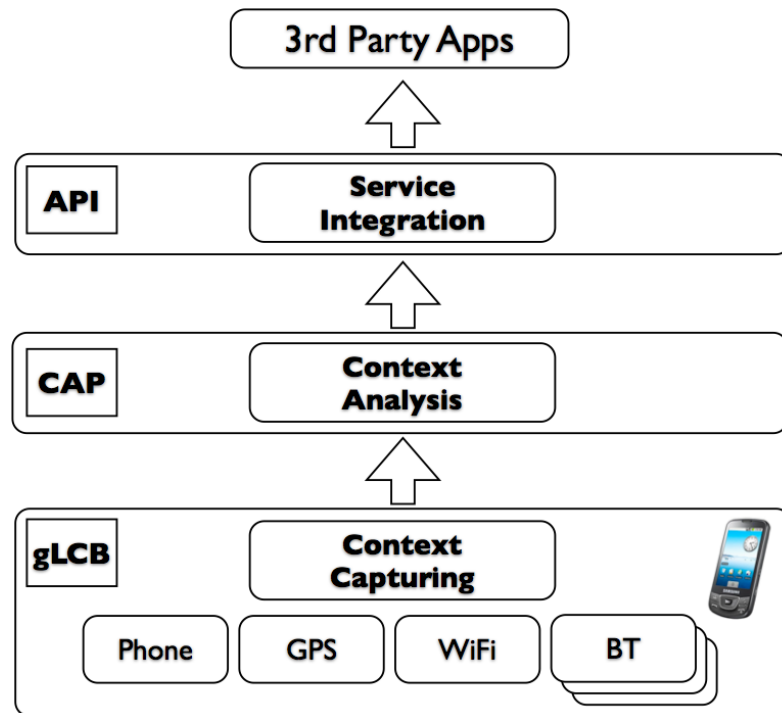 3rd Party Apps
API
Service
Integration
CAP
Context
Analysis
gLCB
Context
Capturing
Phone
GPS
WiFi
BT